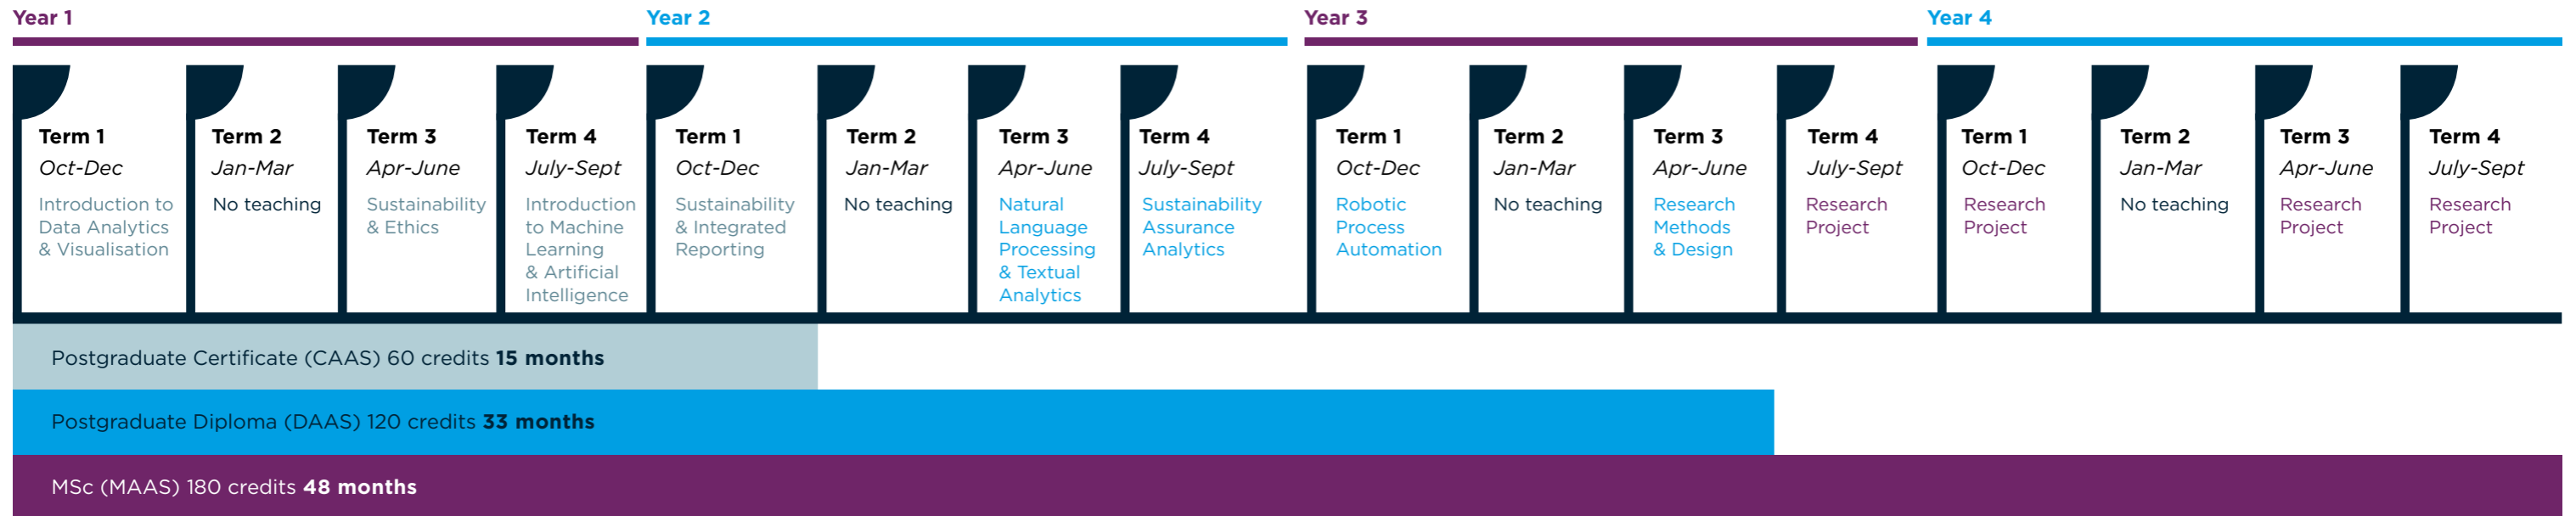 Year 1
Year 2
Year 3
Year 4
Term 1
Oct-Dec
Introduction to
Data Analytics
& Visualisation
Term 2
Jan-Mar
No teaching
Term 3
Apr-June
Sustainability
& Ethics
Term 4
July-Sept
Introduction
to Machine
Learning
& Artificial
Intelligence
Term 1
Oct-Dec
Sustainability
& Integrated
Reporting
Term 2
Jan-Mar
No teaching
Term 3
Apr-June
Natural
Language
Processing
& Textual
Analytics
Term 4
July-Sept
Sustainability
Assurance
Analytics
Term 1
Oct-Dec
Robotic
Process
Automation
Term 2
Jan-Mar
No teaching
Term 3
Apr-June
Research
Methods
& Design
Term 4
July-Sept
Research
Project
Term 1
Oct-Dec
Research
Project
Term 2
Jan-Mar
No teaching
Term 3
Apr-June
Research
Project
Term 4
July-Sept
Research
Project
Postgraduate Certificate (CAAS) 60 credits 15 months
Postgraduate Diploma (DAAS) 120 credits 33 months
MSc (MAAS) 180 credits 48 months